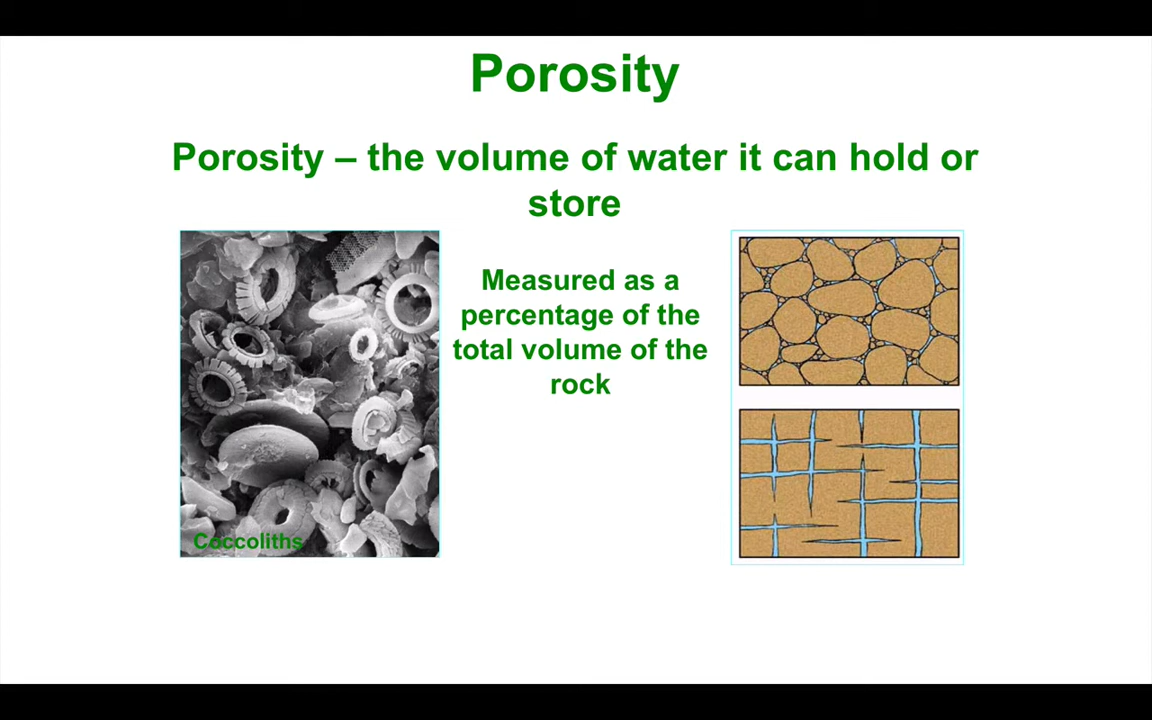 Porosity
Porosity – the volume of water it can hold or
store
Measured as a
percentage of the
total volume of the
rock
Coccoliths